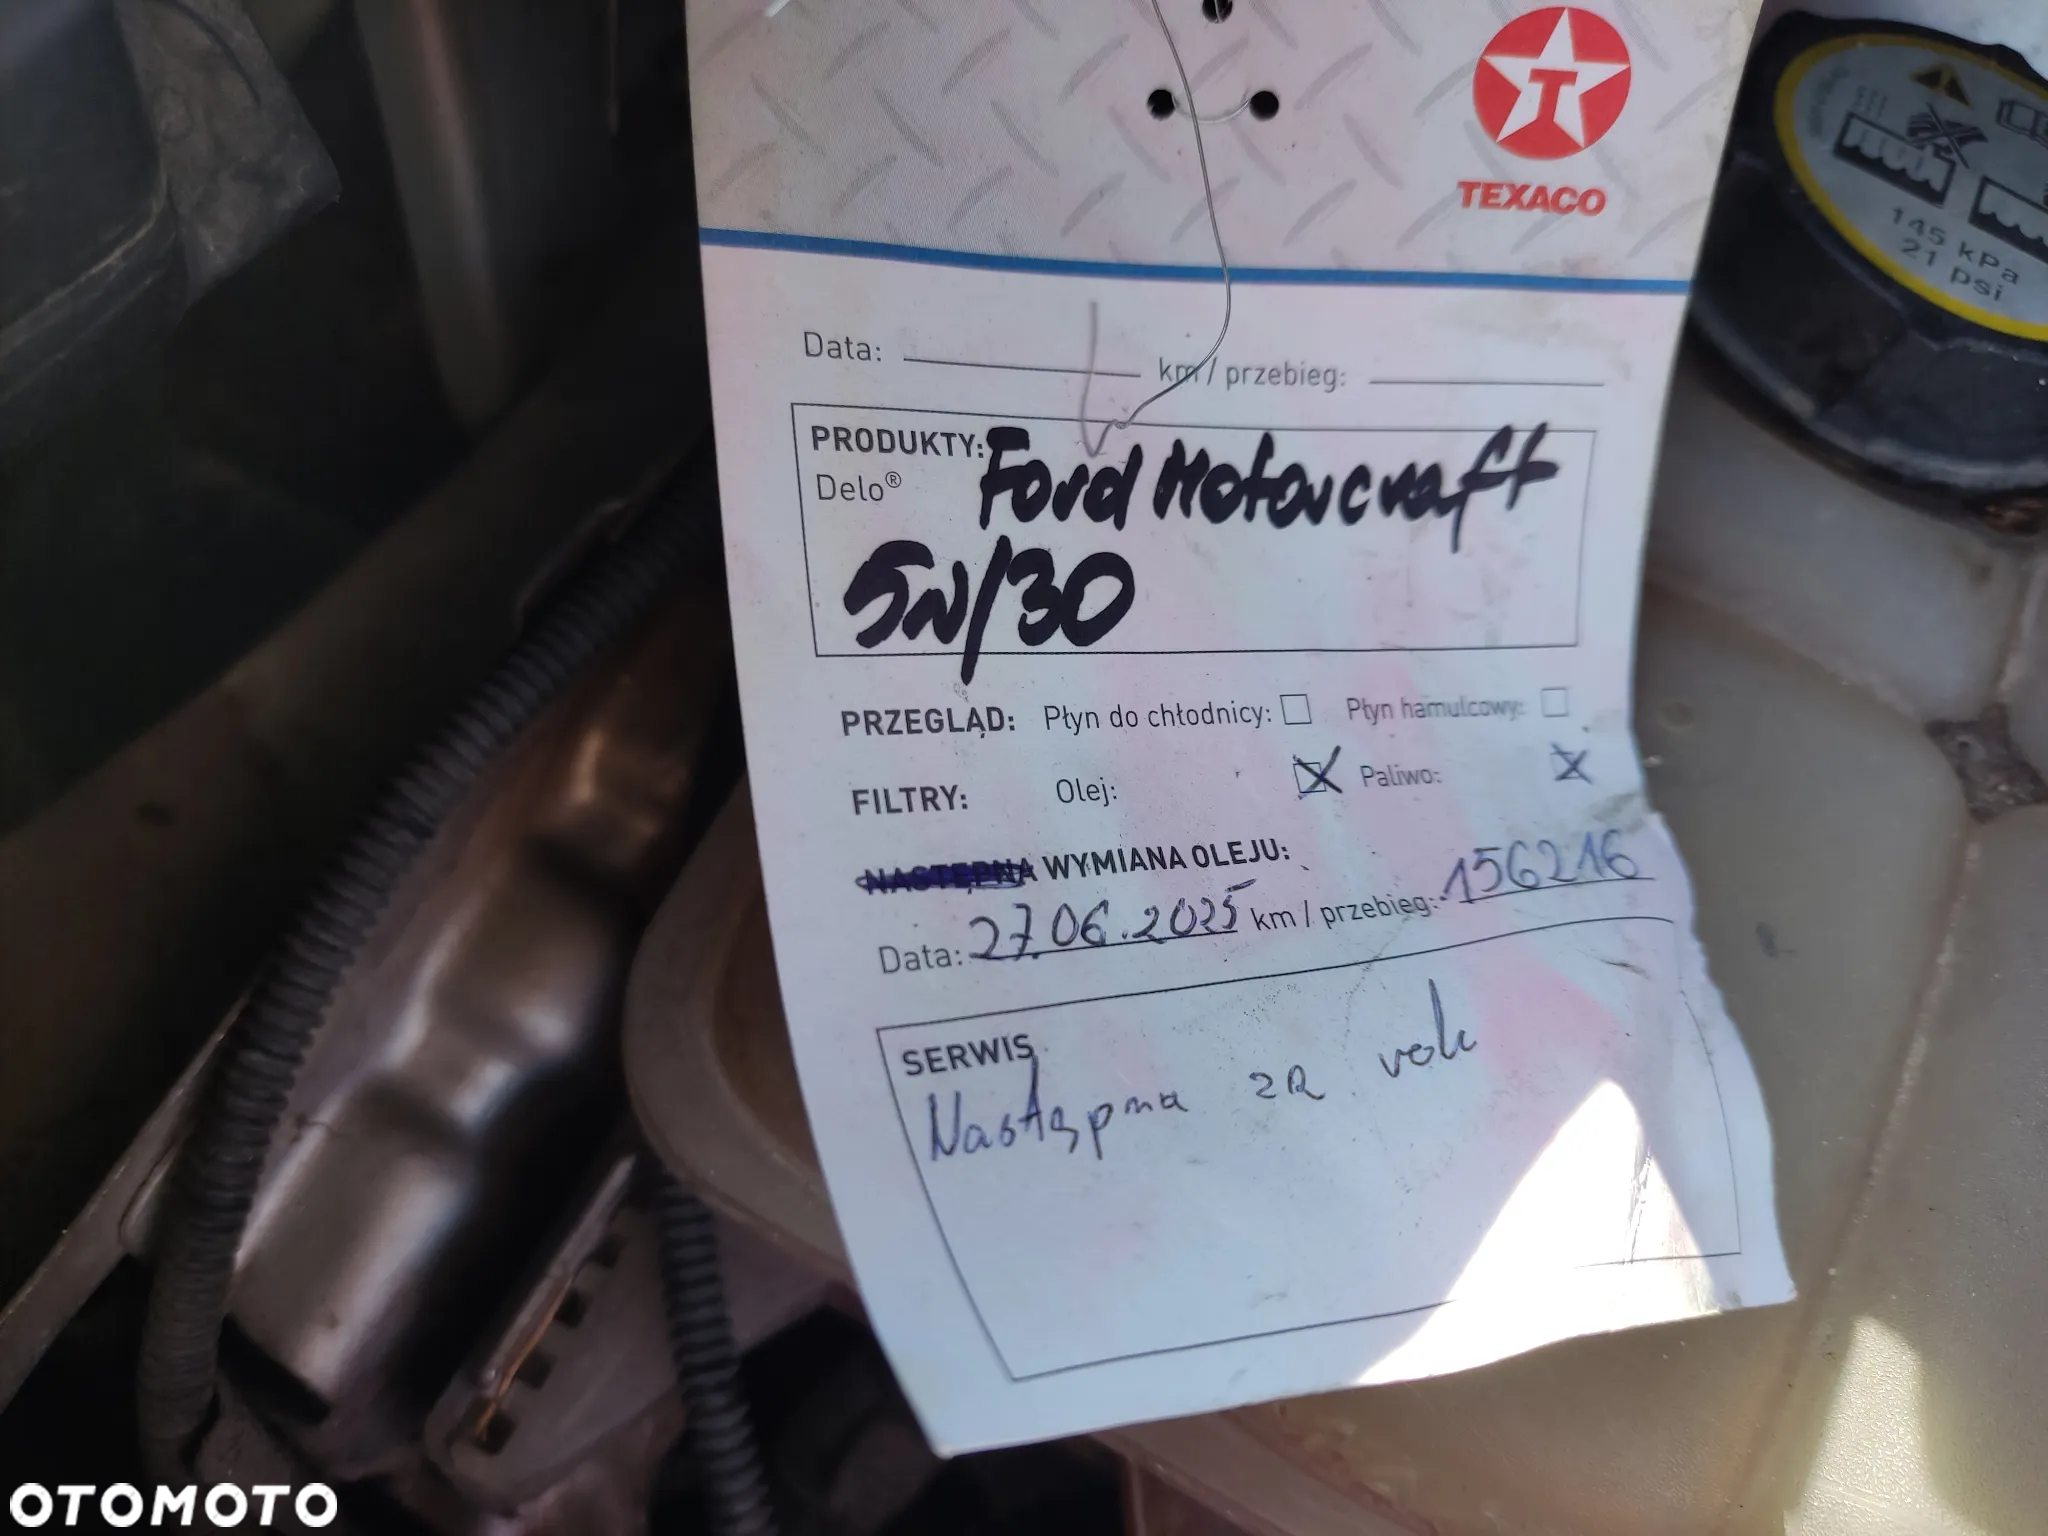 T
TEXACO
145 kPa
21 psi
Data: km / przebieg:
PRODUKTY: Ford Motorcraft
Delo®
5W/30
PRZEGLĄD: Płyn do chłodnicy: Płyn hamulcowy:
FILTRY: Olej: Paliwo:
NASTĘPNA WYMIANA OLEJU:
Data: 27.06.2025 km / przebieg: 156216
SERWIS
Następna za rok
OTOMOTO